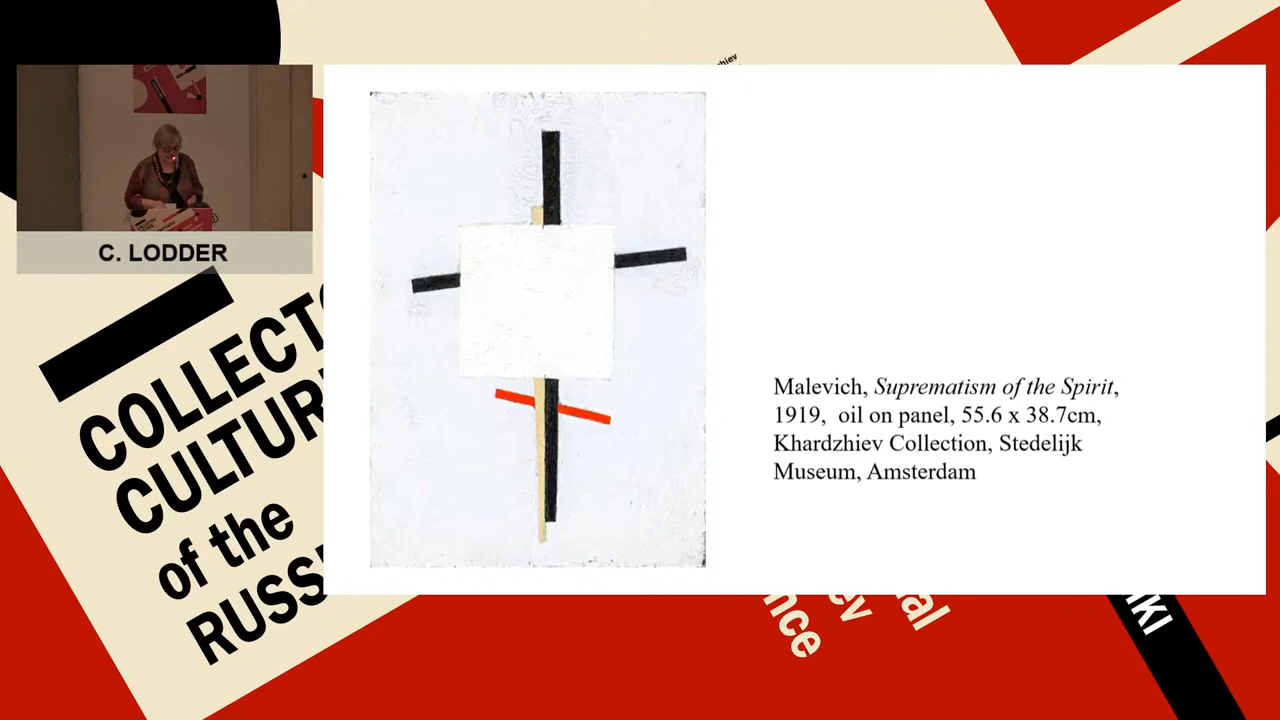 C. LODDER
COLLECT
CULTUR
of the
RUSS
Malevich, Suprematism of the Spirit,
1919, oil on panel, 55.6 x 38.7cm,
Khardzhiev Collection, Stedelijk
Museum, Amsterdam